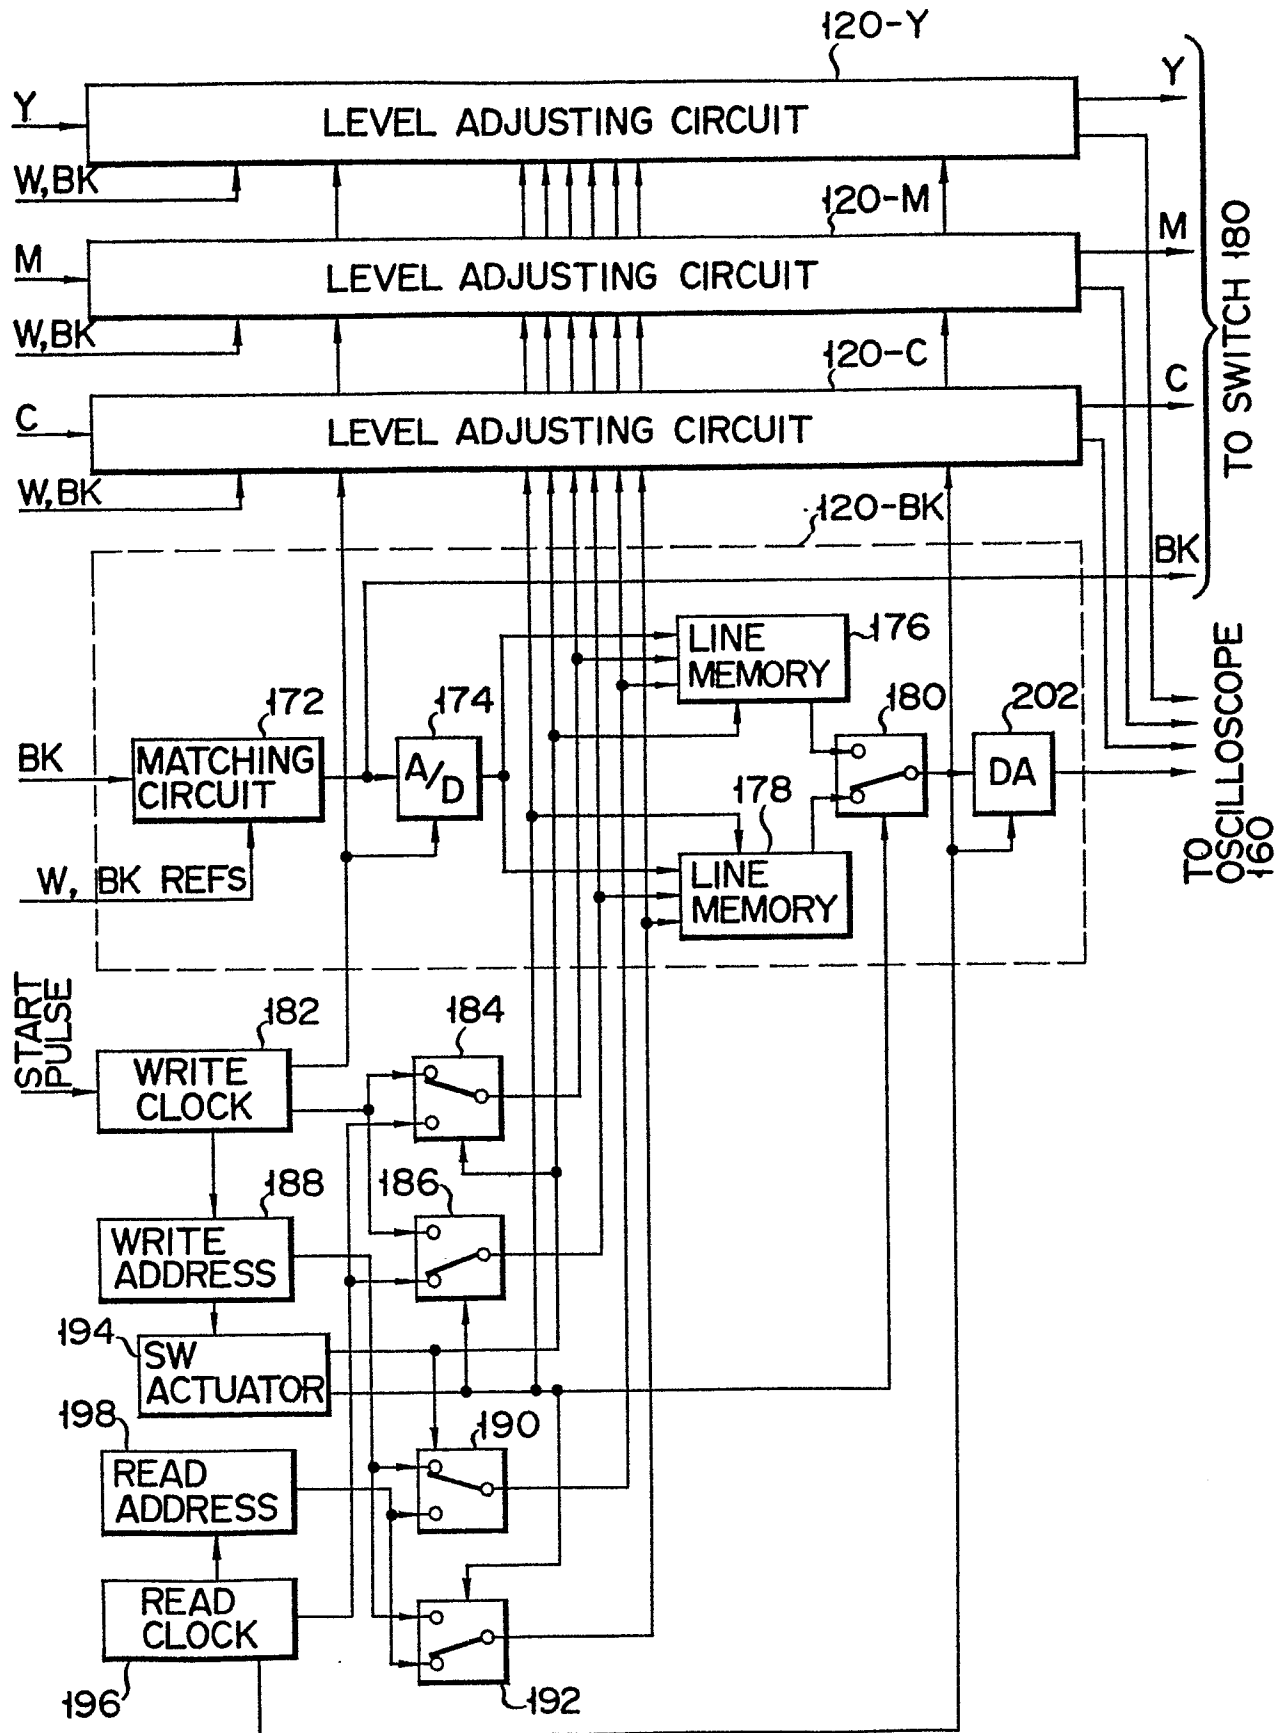 120-Y
Y
Y
LEVEL ADJUSTING CIRCUIT
W,BK
120-M
M
M
LEVEL ADJUSTING CIRCUIT
W,BK
120-C
C
C
LEVEL ADJUSTING CIRCUIT
W,BK
TO SWITCH 180
120-BK
BK
LINE
MEMORY
176
172
174
180
202
BK
MATCHING
CIRCUIT
A/D
DA
178
W, BK REFS
LINE
MEMORY
TO
OSCILLOSCOPE
160
START
PULSE
182
184
WRITE
CLOCK
188
186
WRITE
ADDRESS
194
SW
ACTUATOR
198
190
READ
ADDRESS
READ
CLOCK
196
192